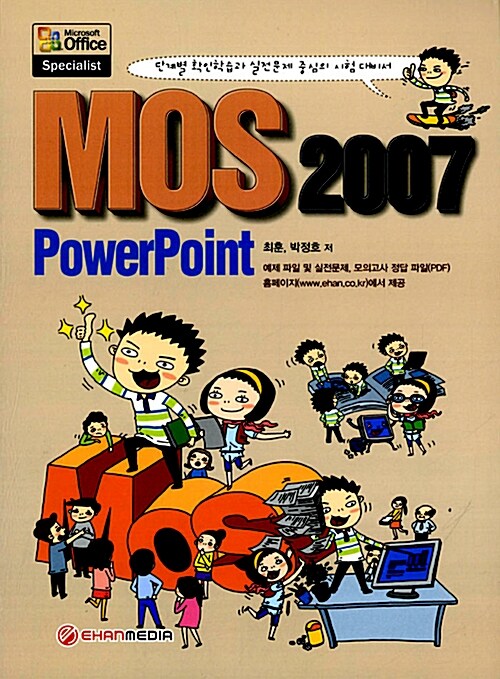 Microsoft
Office
Specialist
단계별 확인학습과 실전문제 중심의 시험 대비서
MOS 2007
PowerPoint
최훈, 박정호 저
예제 파일 및 실전문제, 모의고사 정답 파일(PDF)
홈페이지(www.ehan.co.kr)에서 제공
MOS
EHANMEDIA